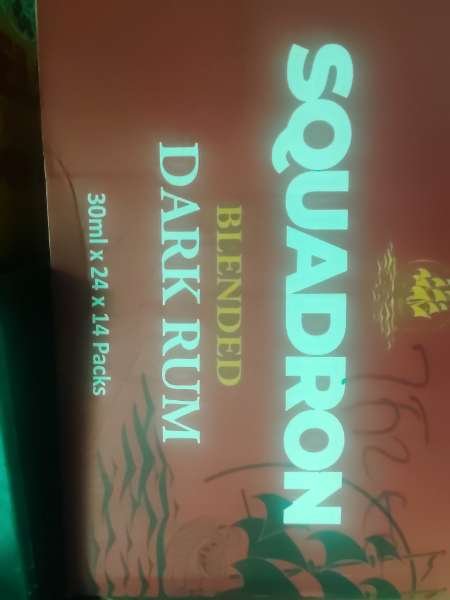 SQUADRON
BLENDED
DARK RUM
30ml x 24 x 14 Packs